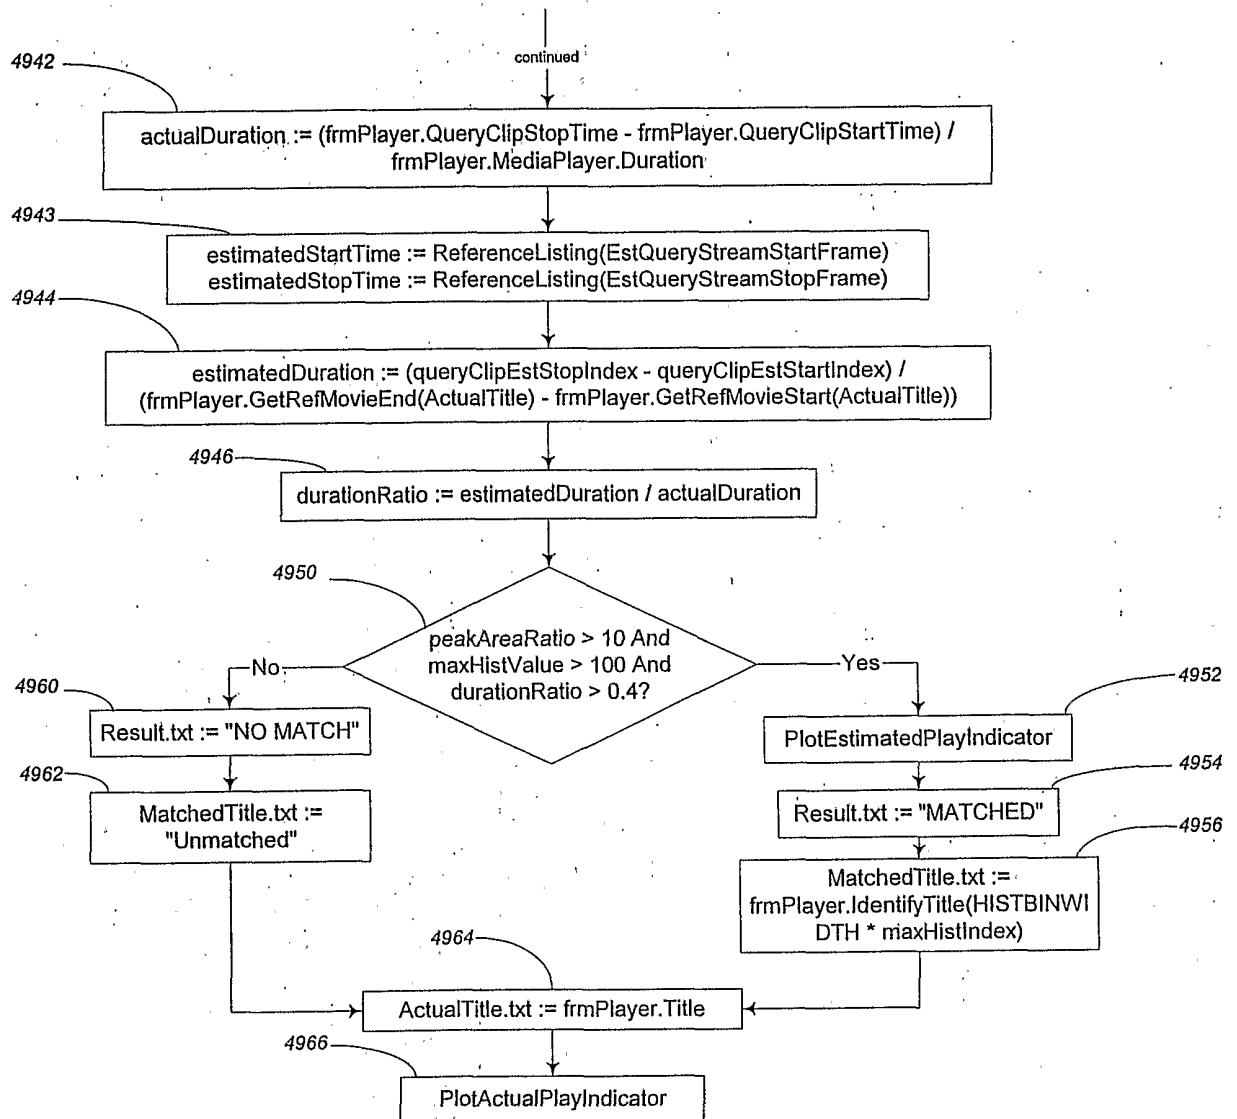 continued
4942
actualDuration := (frmPlayer.QueryClipStopTime - frmPlayer.QueryClipStartTime) /
frmPlayer.MediaPlayer.Duration
4943
estimatedStartTime := ReferenceListing(EstQueryStreamStartFrame)
estimatedStopTime := ReferenceListing(EstQueryStreamStopFrame)
4944
estimatedDuration := (queryClipEstStopIndex - queryClipEstStartIndex) /
(frmPlayer.GetRefMovieEnd(ActualTitle) - frmPlayer.GetRefMovieStart(ActualTitle))
4946
durationRatio := estimatedDuration / actualDuration
4950
peakAreaRatio > 10 And
maxHistValue > 100 And
durationRatio > 0.4?
No
Yes
4960
Result.txt := "NO MATCH"
4952
PlotEstimatedPlayIndicator
4962
MatchedTitle.txt :=
"Unmatched"
4954
Result.txt := "MATCHED"
4956
MatchedTitle.txt :=
frmPlayer.IdentifyTitle(HISTBINWI
DTH * maxHistIndex)
4964
ActualTitle.txt := frmPlayer.Title
4966
PlotActualPlayIndicator